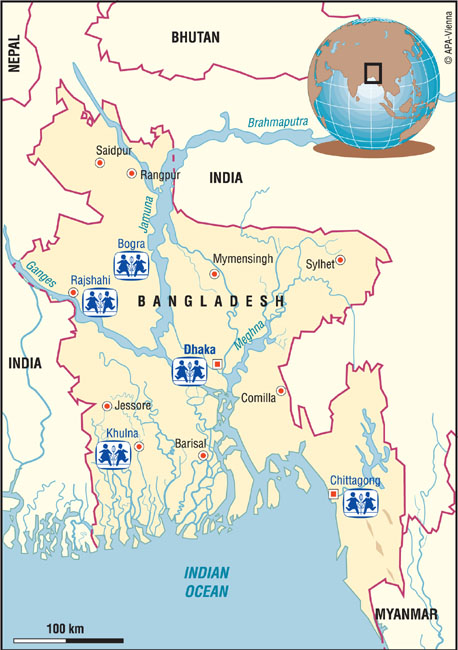 © APA-Vienna
NEPAL
BHUTAN
Brahmaputra
Saidpur
Rangpur
INDIA
Jamuna
Bogra
Mymensingh
Sylhet
Ganges
Rajshahi
BANGLADESH
Meghna
Dhaka
INDIA
Comilla
Jessore
Khulna
Barisal
Chittagong
INDIAN
OCEAN
MYANMAR
100 km